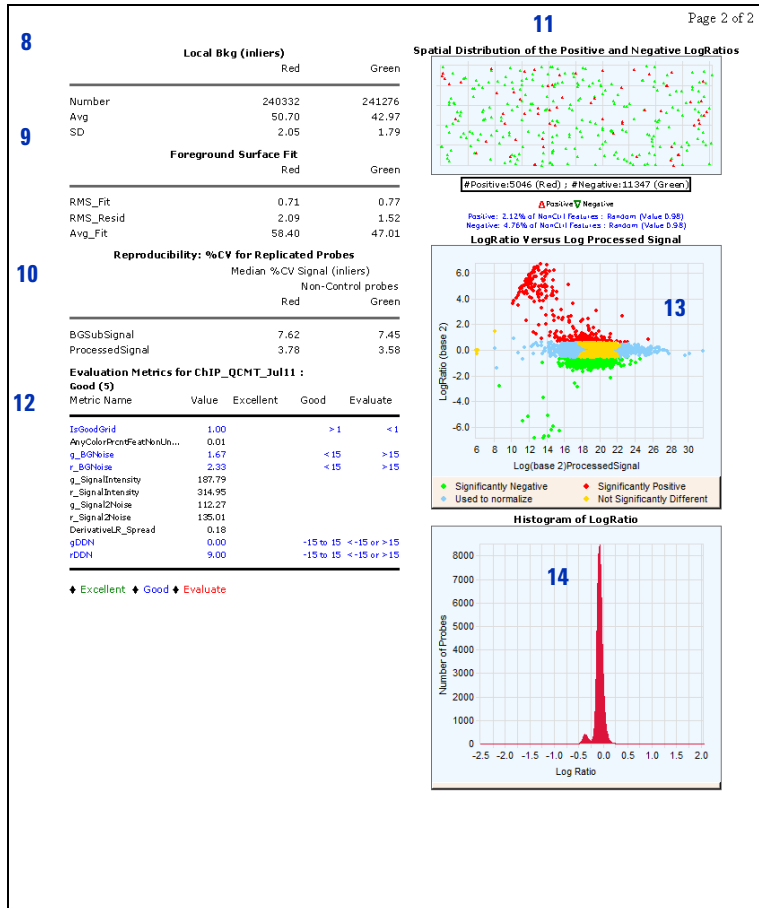 Page 2 of 2
8
Local Bkg (inliers)
Red Green
Number 240332 241276
Avg 50.70 42.97
SD 2.05 1.79
9
Foreground Surface Fit
Red Green
RMS_Fit 0.71 0.77
RMS_Resid 2.09 1.52
Avg_Fit 58.40 47.01
10
Reproducibility: %CV for Replicated Probes
Median %CV Signal (inliers)
Non-Control probes
Red Green
BGSubSignal 7.62 7.45
ProcessedSignal 3.78 3.58
12
Evaluation Metrics for ChIP_QCMT_Jul11 :
Good (5)
Metric Name Value Excellent Good Evaluate
IsGoodGrid 1.00 >1 <1
AnyColorPrcntFeatNonUn... 0.01
g_BGNoise 1.67 <15 >15
r_BGNoise 2.33 <15 >15
g_SignalIntensity 187.79
r_SignalIntensity 314.95
g_Signal2Noise 112.27
r_Signal2Noise 135.01
DerivativeLR_Spread 0.18
gDDN 0.00 -15 to 15 <-15 or >15
rDDN 9.00 -15 to 15 <-15 or >15
♦ Excellent ♦ Good ♦ Evaluate
11
Spatial Distribution of the Positive and Negative LogRatios
#Positive:5046 (Red) ; #Negative:11347 (Green)
Positive Negative
Positive: 2.12% of NonCtrl Features : Random (Value 0.98)
Negative: 4.76% of NonCtrl Features : Random (Value 0.98)
LogRatio Versus Log Processed Signal
13
LogRatio (base 2)
6.0
4.0
2.0
0.0
-2.0
-4.0
-6.0
6 8 10 12 14 16 18 20 22 24 26 28 30
Log(base 2)ProcessedSignal
Significantly Negative Significantly Positive
Used to normalize Not Significantly Different
Histogram of LogRatio
14
Number of Probes
8000
7000
6000
5000
4000
3000
2000
1000
0
-2.5 -2.0 -1.5 -1.0 -0.5 0.0 0.5 1.0 1.5 2.0
Log Ratio